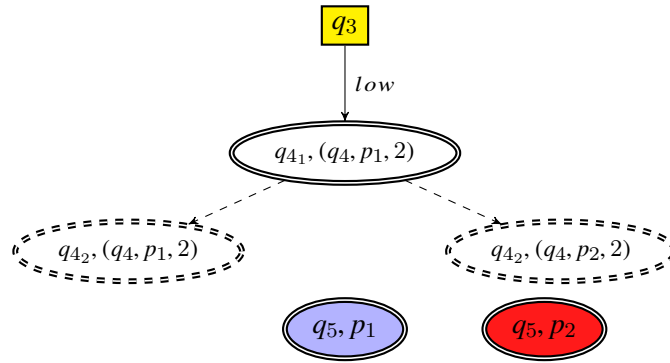 q₃
low
q₄₁, (q₄, p₁, 2)
q₄₂, (q₄, p₁, 2) q₄₂, (q₄, p₂, 2)
q₅, p₁ q₅, p₂